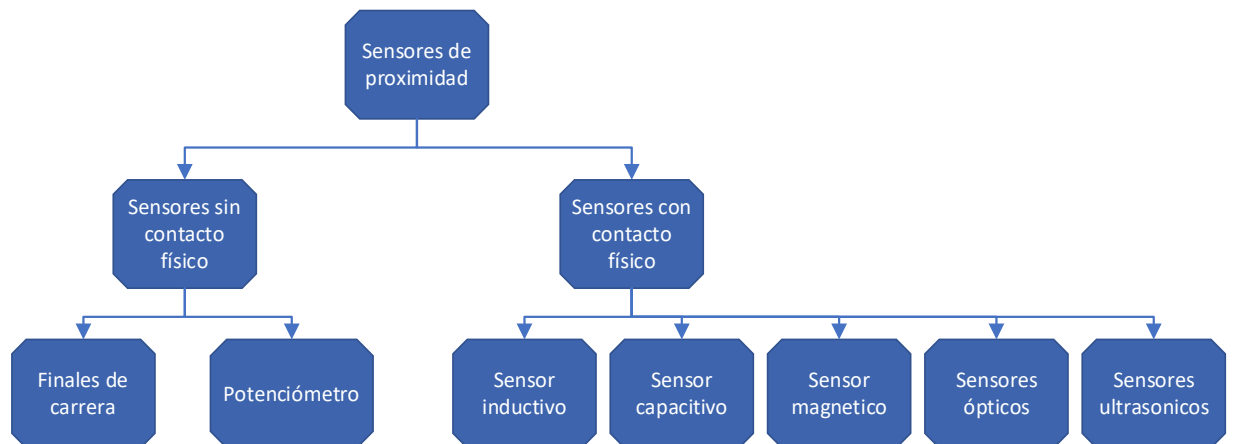 Sensores de
proximidad
Sensores sin
contacto
físico
Sensores con
contacto
físico
Finales de
carrera
Potenciómetro
Sensor
inductivo
Sensor
capacitivo
Sensor
magnetico
Sensores
ópticos
Sensores
ultrasonicos